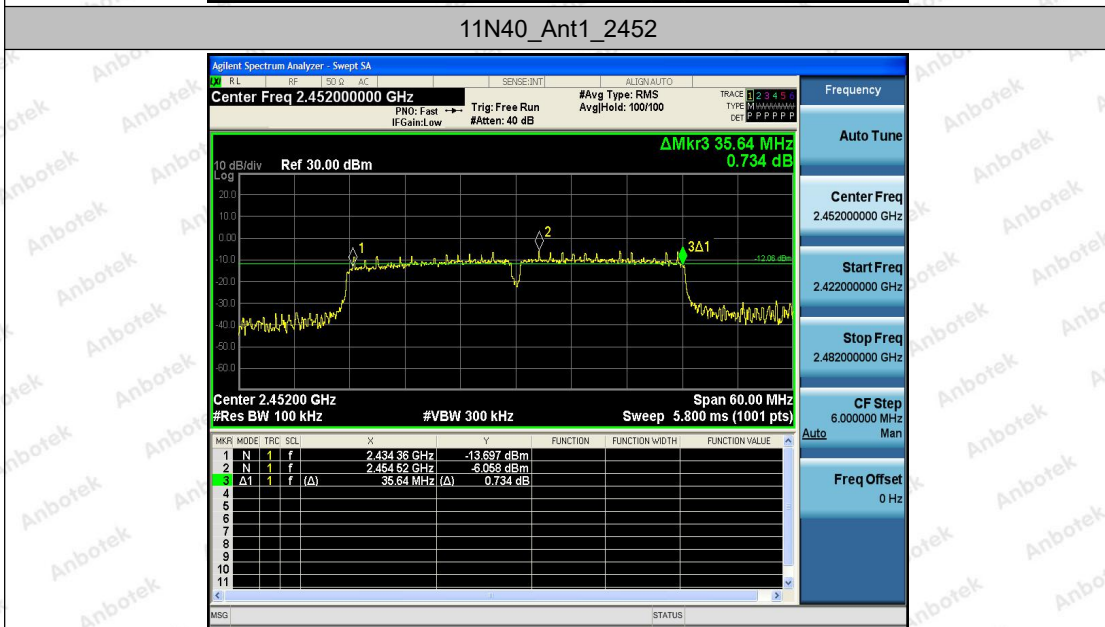 11N40_Ant1_2452
Agilent Spectrum Analyzer - Swept SA
RL RF 50 Ω AC SENSE:INT ALIGNAUTO
Center Freq 2.452000000 GHz
PNO: Fast
IFGain:Low
Trig: Free Run
#Atten: 40 dB
#Avg Type: RMS
Avg|Hold: 100/100
TRACE 1 2 3 4 5 6
TYPE M
DET P P P P P P
ΔMkr3 35.64 MHz
0.734 dB
10 dB/div Ref 30.00 dBm
Log
20.0
10.0
0.00
-10.0
-20.0
-30.0
-40.0
-50.0
-60.0
1
2
3Δ1
-12.06 dBm
Center 2.45200 GHz Span 60.00 MHz
#Res BW 100 kHz #VBW 300 kHz Sweep 5.800 ms (1001 pts)
MKR MODE TRC SCL X Y FUNCTION FUNCTION WIDTH FUNCTION VALUE
1 N 1 f 2.434 36 GHz -13.697 dBm
2 N 1 f 2.454 52 GHz -6.058 dBm
3 Δ1 1 f (Δ) 35.64 MHz (Δ) 0.734 dB
4
5
6
7
8
9
10
11
MSG STATUS
Frequency
Auto Tune
Center Freq
2.452000000 GHz
Start Freq
2.422000000 GHz
Stop Freq
2.482000000 GHz
CF Step
6.000000 MHz
Auto Man
Freq Offset
0 Hz
Anbotek